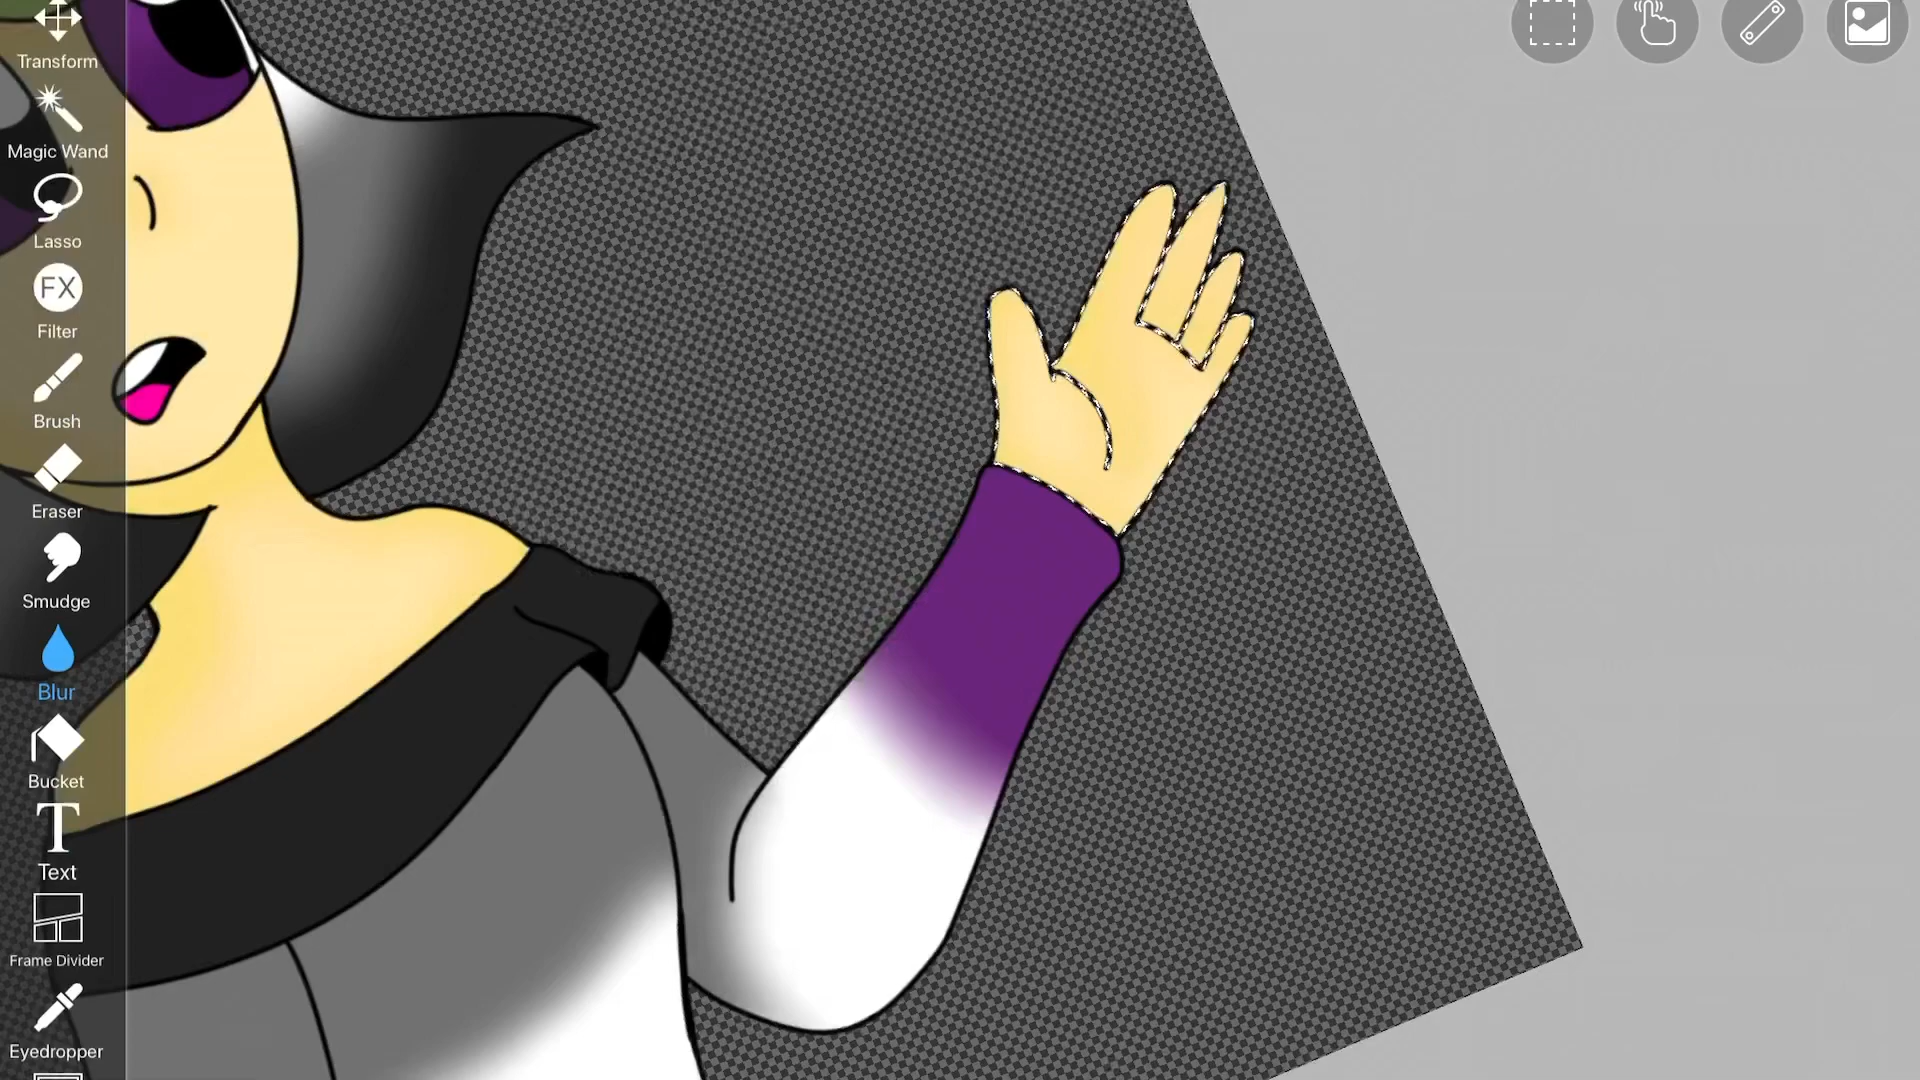 Transform
Magic Wand
Lasso
FX
Filter
Brush
Eraser
Smudge
Blur
Bucket
T
Text
Frame Divider
Eyedropper